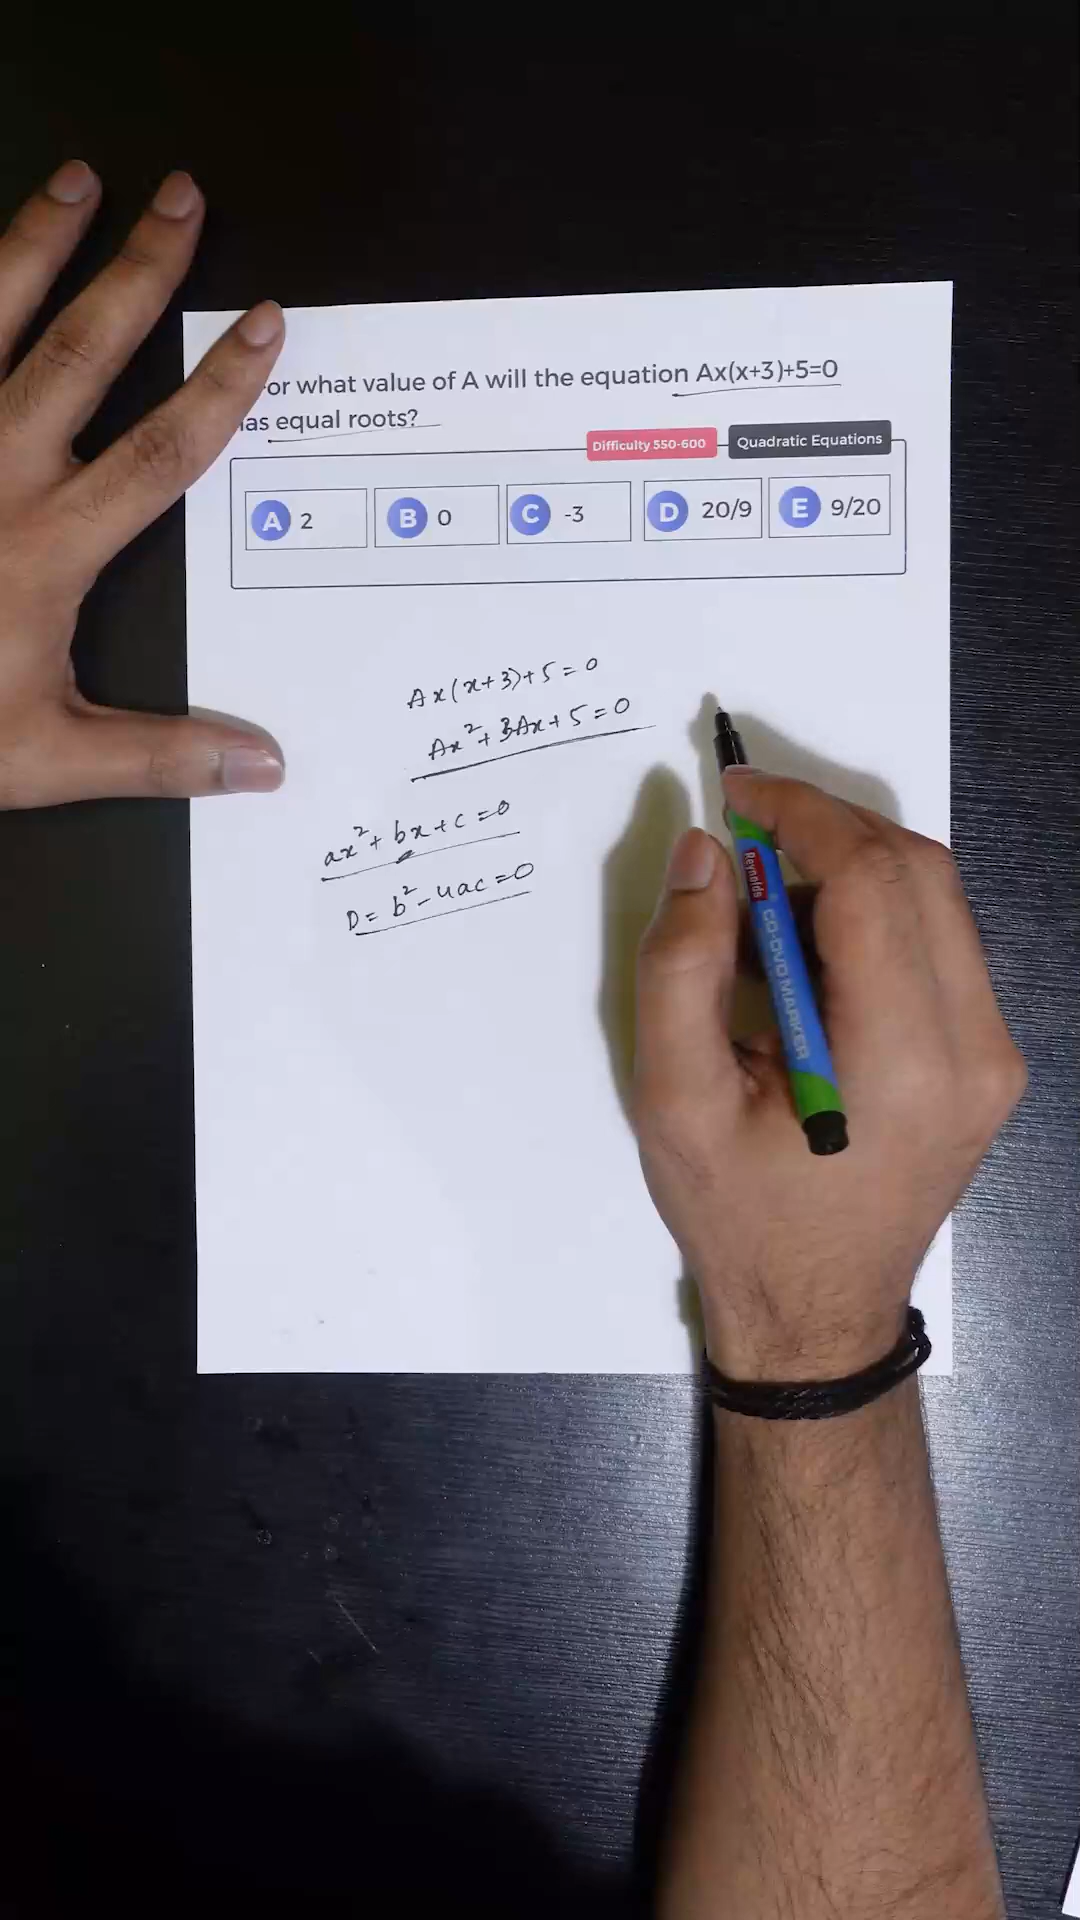 or what value of A will the equation Ax(x+3)+5=0
as equal roots?
Difficulty 550-600
Quadratic Equations
A 2
B 0
C -3
D 20/9
E 9/20
Ax(x+3)+5=0
Ax²+3Ax+5=0
ax²+bx+c=0
D=b²-4ac=0
Reynolds
CD-DVD MARKER